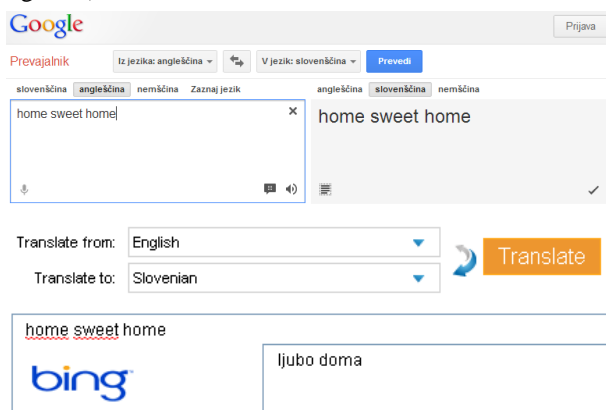 Google
Prijava
Prevajalnik Iz jezika: angleščina V jezik: slovenščina Prevedi
slovenščina angleščina nemščina Zaznaj jezik angleščina slovenščina nemščina
home sweet home home sweet home
Translate from: English
Translate to: Slovenian
Translate
home sweet home
ljubo doma
bing